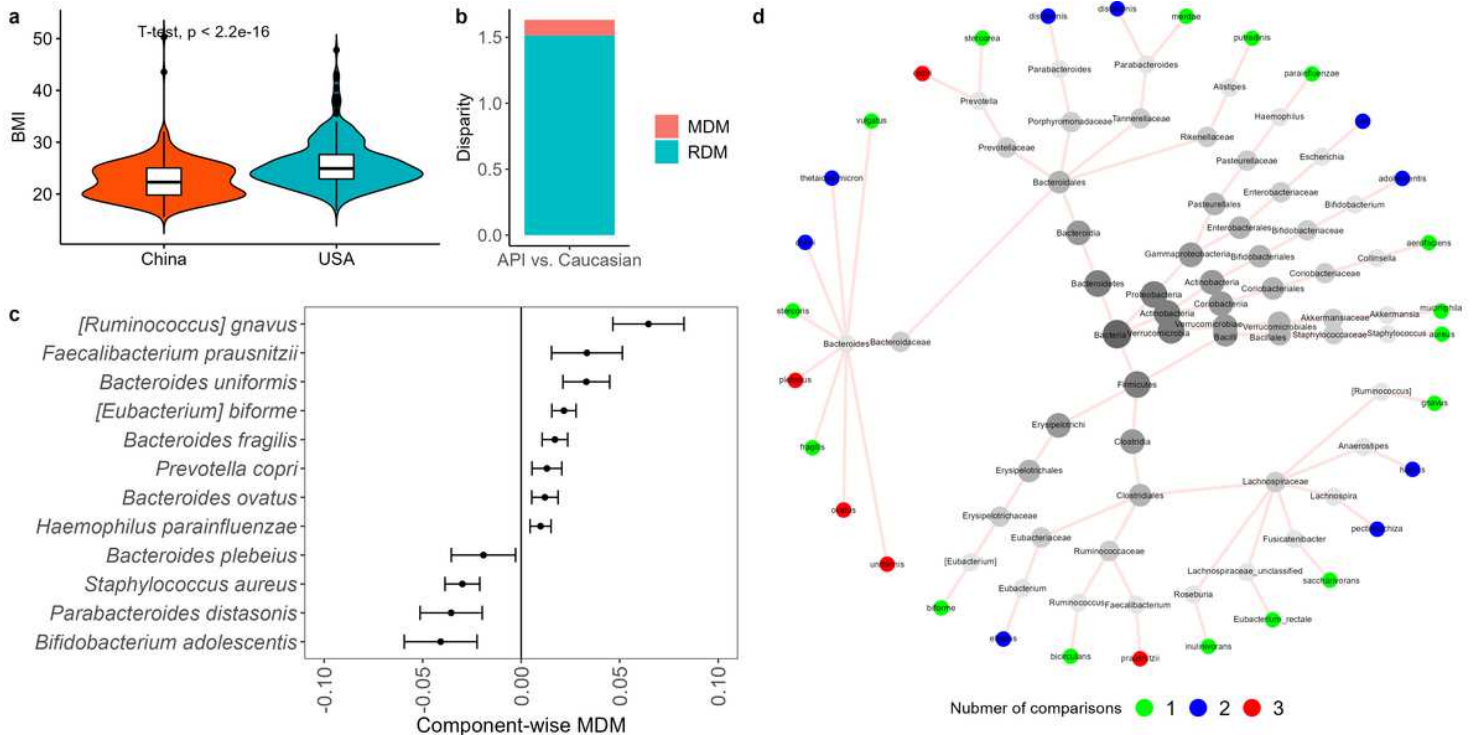 a
T-test, p < 2.2e-16
BMI
50
40
30
20
China
USA
b
Disparity
1.5
1.0
0.5
0.0
API vs. Caucasian
MDM
RDM
c
[Ruminococcus] gnavus
Faecalibacterium prausnitzii
Bacteroides uniformis
[Eubacterium] biforme
Bacteroides fragilis
Prevotella copri
Bacteroides ovatus
Haemophilus parainfluenzae
Bacteroides plebeius
Staphylococcus aureus
Parabacteroides distasonis
Bifidobacterium adolescentis
-0.10
-0.05
0.00
0.05
0.10
Component-wise MDM
d
distasonis
merdae
stercorea
putredinis
copri
Parabacteroides
Parabacteroides
Alistipes
parainfluenzae
Prevotella
Haemophilus
vulgatus
Porphyromonadaceae
Tannerellaceae
Rikenellaceae
Prevotellaceae
Escherichia
Pasteurellaceae
thetaiotaomicron
Bacteroidales
Enterobacteriaceae
adolescentis
Pasteurellales
Bifidobacterium
Bacteroidia
Enterobacteriales
Bifidobacteriaceae
aerofaciens
Gammaproteobacteria
Bifidobacteriales
Collinsella
Coriobacteriaceae
Bacteroidetes
Actinobacteria
Coriobacteriales
Proteobacteria
Coriobacteriia
stercoris
Actinobacteria
Akkermansiaceae
Akkermansia
muciniphila
Bacteria
Verrucomicrobia
Verrucomicrobiae
Verrucomicrobiales
Bacilli
Bacillales
Staphylococcaceae
Staphylococcus
aureus
Bacteroides
Bacteroidaceae
plebeius
Firmicutes
[Ruminococcus]
gnavus
Erysipelotrichi
Clostridia
Anaerostipes
fragilis
hadrus
Erysipelotrichales
Lachnospiraceae
Clostridiales
Lachnospira
ovatus
Erysipelotrichaceae
pectinoschiza
Eubacteriaceae
Fusicatenibacter
Ruminococcaceae
uniformis
[Eubacterium]
Lachnospiraceae_unclassified
saccharivorans
Eubacterium
Roseburia
biforme
Ruminococcus
Faecalibacterium
Eubacterium_rectale
inulinivorans
bicirculans
prausnitzii
Nubmer of comparisons
1
2
3